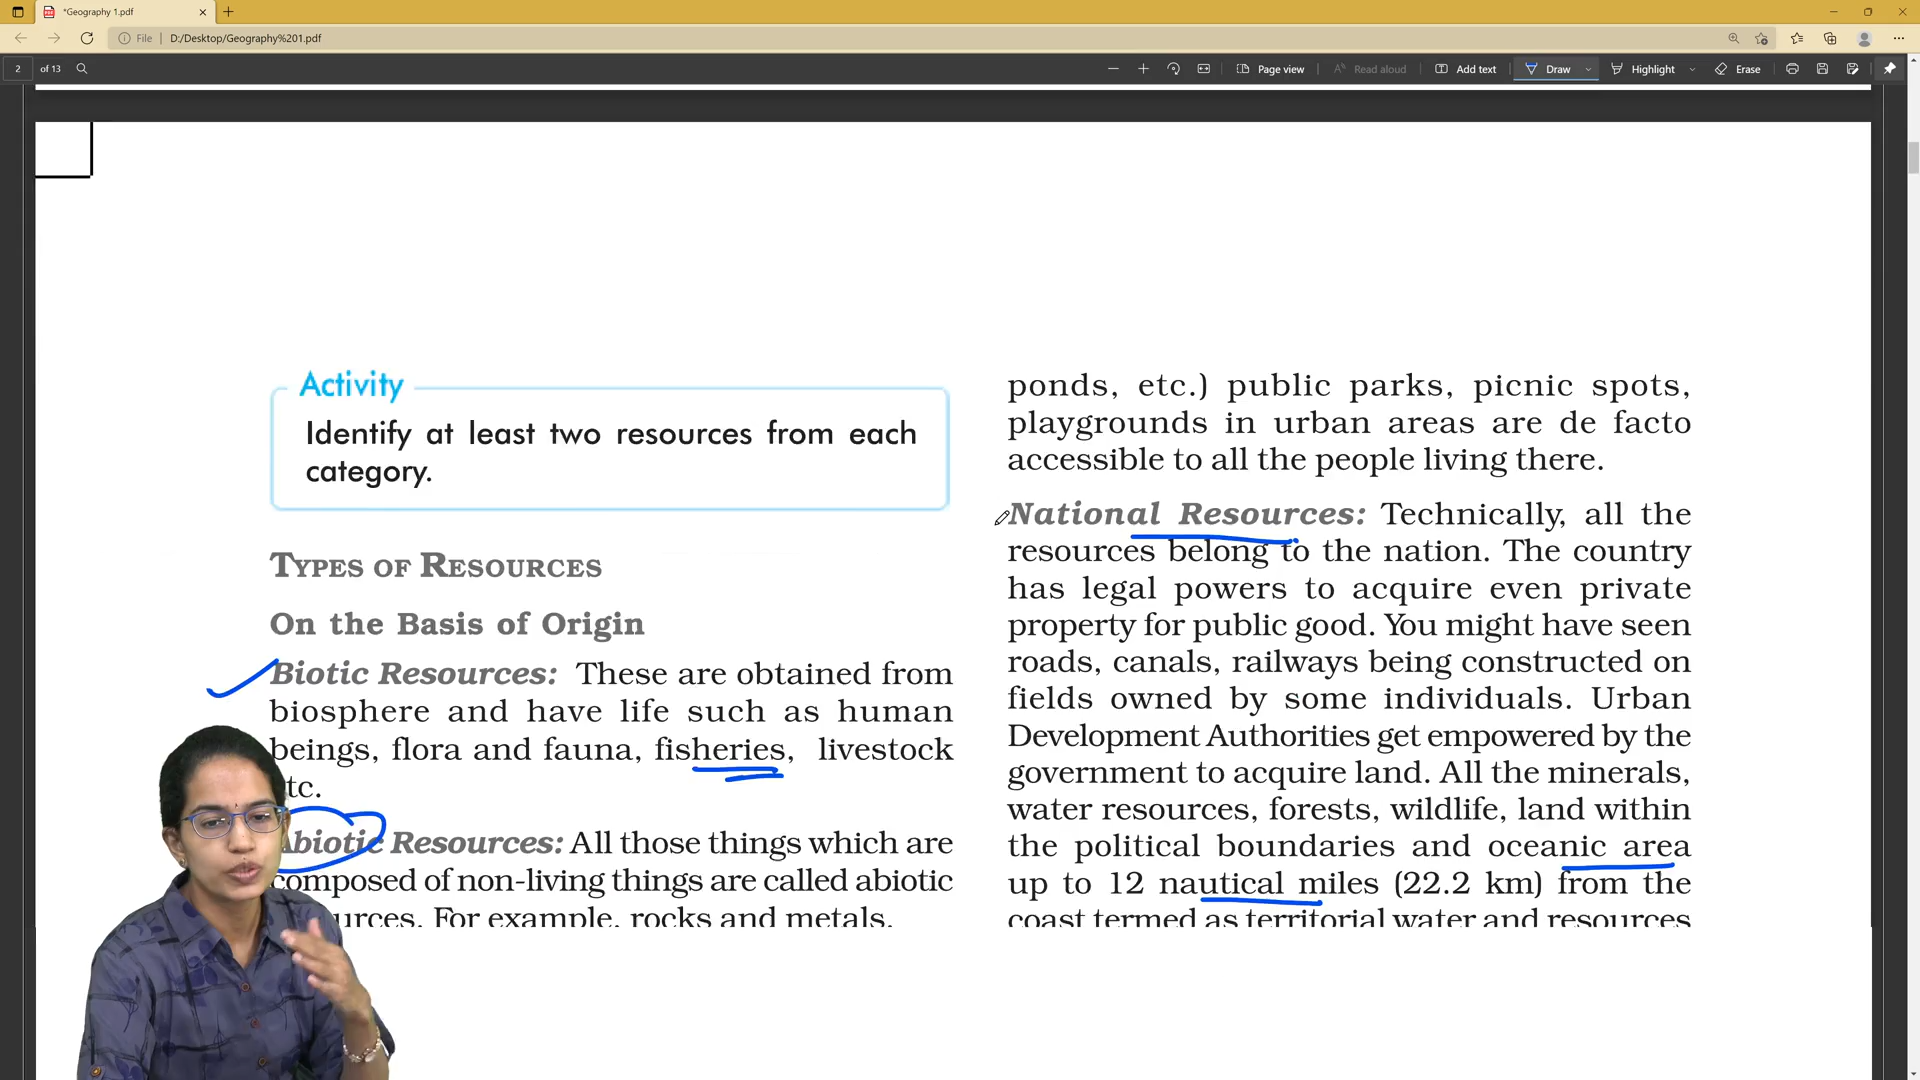 *Geography 1.pdf
File D:/Desktop/Geography%201.pdf
2 of 13
Page view
Read aloud
Add text
Draw
Highlight
Erase
Activity
Identify at least two resources from each
category.
TYPES OF RESOURCES
On the Basis of Origin
Biotic Resources: These are obtained from
biosphere and have life such as human
beings, flora and fauna, fisheries, livestock
tc.
Abiotic Resources: All those things which are
composed of non-living things are called abiotic
urces. For example, rocks and metals.
ponds, etc.) public parks, picnic spots,
playgrounds in urban areas are de facto
accessible to all the people living there.
National Resources: Technically, all the
resources belong to the nation. The country
has legal powers to acquire even private
property for public good. You might have seen
roads, canals, railways being constructed on
fields owned by some individuals. Urban
Development Authorities get empowered by the
government to acquire land. All the minerals,
water resources, forests, wildlife, land within
the political boundaries and oceanic area
up to 12 nautical miles (22.2 km) from the
coast termed as territorial water and resources